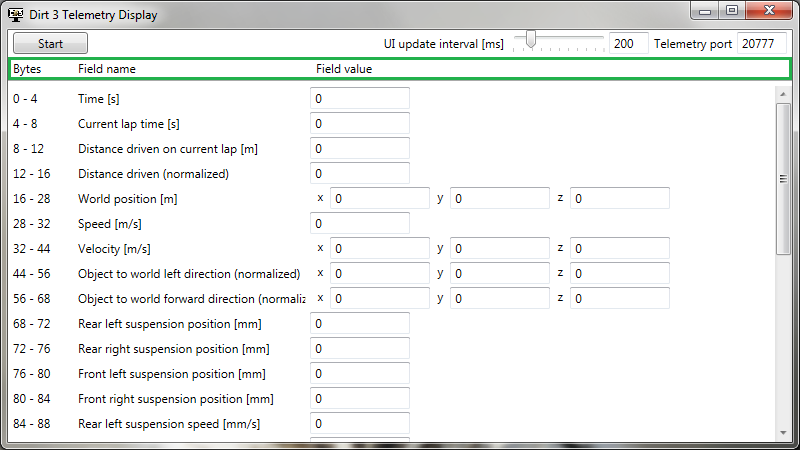 Dirt 3 Telemetry Display
Start UI update interval [ms] 200 Telemetry port 20777
Bytes Field name Field value
0 - 4 Time [s] 0
4 - 8 Current lap time [s] 0
8 - 12 Distance driven on current lap [m] 0
12 - 16 Distance driven (normalized) 0
16 - 28 World position [m] x 0 y 0 z 0
28 - 32 Speed [m/s] 0
32 - 44 Velocity [m/s] x 0 y 0 z 0
44 - 56 Object to world left direction (normalized) x 0 y 0 z 0
56 - 68 Object to world forward direction (normaliz x 0 y 0 z 0
68 - 72 Rear left suspension position [mm] 0
72 - 76 Rear right suspension position [mm] 0
76 - 80 Front left suspension position [mm] 0
80 - 84 Front right suspension position [mm] 0
84 - 88 Rear left suspension speed [mm/s] 0